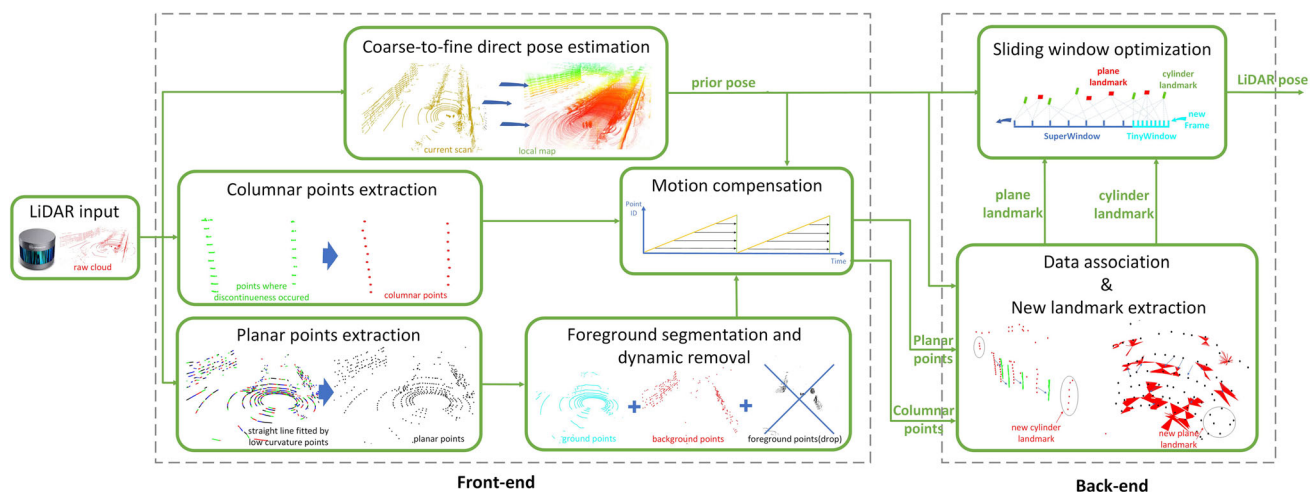 Coarse-to-fine direct pose estimation
current scan
local map
prior pose
Sliding window optimization
plane
landmark
cylinder
landmark
new
Frame
SuperWindow
TinyWindow
LiDAR pose
LiDAR input
raw cloud
Columnar points extraction
points where
discontinueness occured
columnar points
Motion compensation
Point
ID
Time
plane
landmark
cylinder
landmark
Planar points extraction
straight line fitted by
low curvature points
planar points
Foreground segmentation and
dynamic removal
ground points
background points
foreground points(drop)
Planar
points
Columnar
points
Data association
&
New landmark extraction
new cylinder
landmark
new plane
landmark
Front-end
Back-end